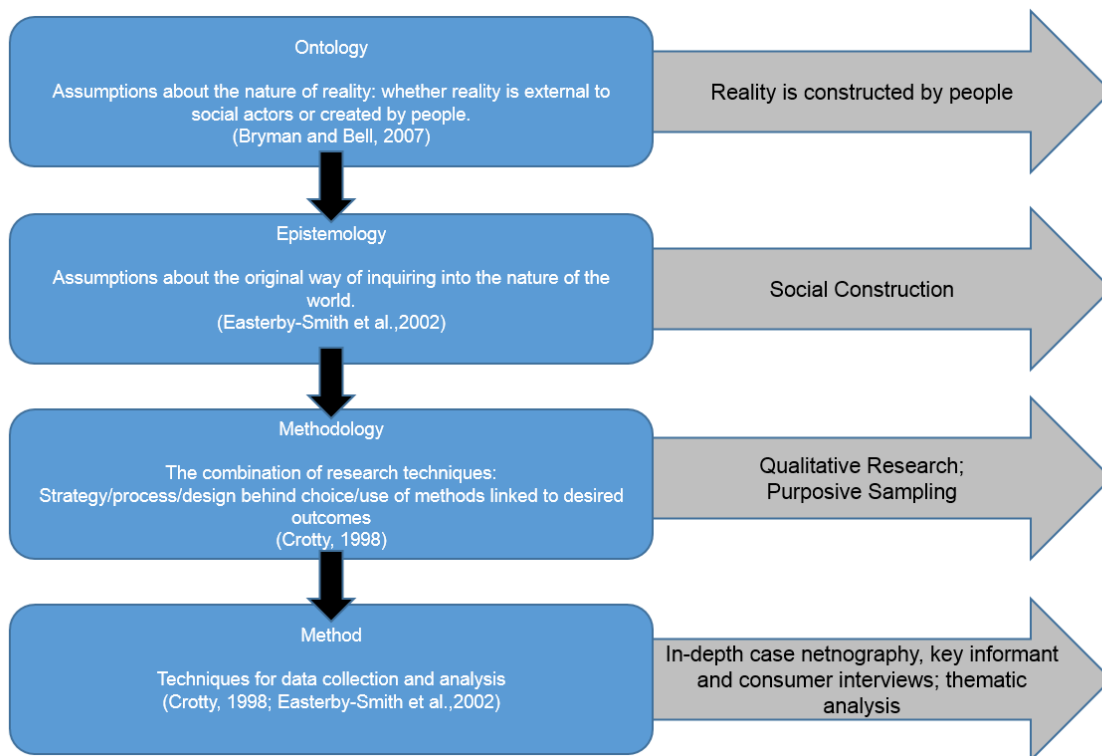 Ontology
Assumptions about the nature of reality: whether reality is external to
social actors or created by people.
(Bryman and Bell, 2007)
Reality is constructed by people
Epistemology
Assumptions about the original way of inquiring into the nature of the
world.
(Easterby-Smith et al.,2002)
Social Construction
Methodology
The combination of research techniques:
Strategy/process/design behind choice/use of methods linked to desired
outcomes
(Crotty, 1998)
Qualitative Research;
Purposive Sampling
Method
Techniques for data collection and analysis
(Crotty, 1998; Easterby-Smith et al.,2002)
In-depth case netnography, key informant
and consumer interviews; thematic
analysis